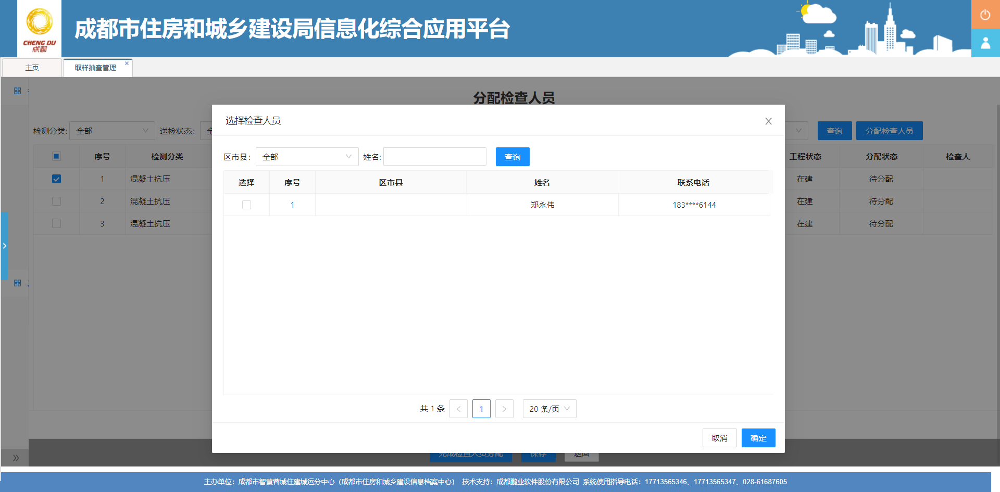 CHENG DU
成都
成都市住房和城乡建设局信息化综合应用平台
主页
取样抽查管理
分配检查人员
检测分类:
全部
送检状态:
查询
分配检查人员
序号
检测分类
工程状态
分配状态
检查人
1
混凝土抗压
在建
待分配
2
混凝土抗压
在建
待分配
3
混凝土抗压
在建
待分配
选择检查人员
区市县:
全部
姓名:
查询
选择
序号
区市县
姓名
联系电话
1
郑永伟
183****6144
共 1 条
1
20 条/页
取消
确定
完成检查人员分配
保存
返回
主办单位：成都市智慧蓉城住建城运分中心（成都市住房和城乡建设信息档案中心） 技术支持：成都鹏业软件股份有限公司 系统使用指导电话：17713565346、17713565347、028-61687605